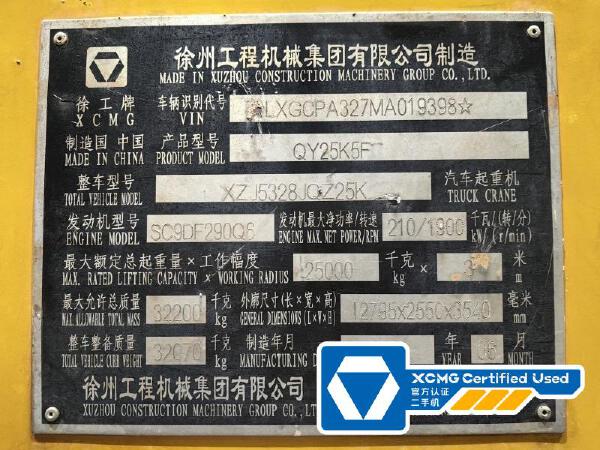 徐州工程机械集团有限公司制造
MADE IN XUZHOU CONSTRUCTION MACHINERY GROUP CO.,LTD.
徐工牌 车辆识别代号
XCMG VIN LXGCPA327MA019398☆
制造国 中国 产品型号
MADE IN CHINA PRODUCT MODEL QY25K5F
整车型号 汽车起重机
TOTAL VEHICLE MODEL XZJ5328JQZ25K TRUCK CRANE
发动机型号 SC9DF290Q6 发动机最大净功率/转速 210/1900 千瓦/(转/分)
ENGINE MODEL ENGINE MAX. NET POWER/RPM kW/(r/min)
最大额定总起重量×工作幅度 25000 千克 × 3 米
MAX. RATED LIFTING CAPACITY × WORKING RADIUS kg m
最大允许总质量 32200 千克 外廓尺寸(长×宽×高) 12795x2550x3540 毫米
MAX. ALLOWABLE TOTAL MASS kg GENERAL DIMENSIONS (L×W×H) mm
整车整备质量 32070 千克 制造年月 年 06 月
TOTAL VEHICLE CURB WEIGHT kg MANUFACTURING YEAR MONTH
徐州工程机械集团有限公司
XUZHOU CONSTRUCTION MACHINERY GROUP CO.,
XCMG Certified Used
官方认证
二手机